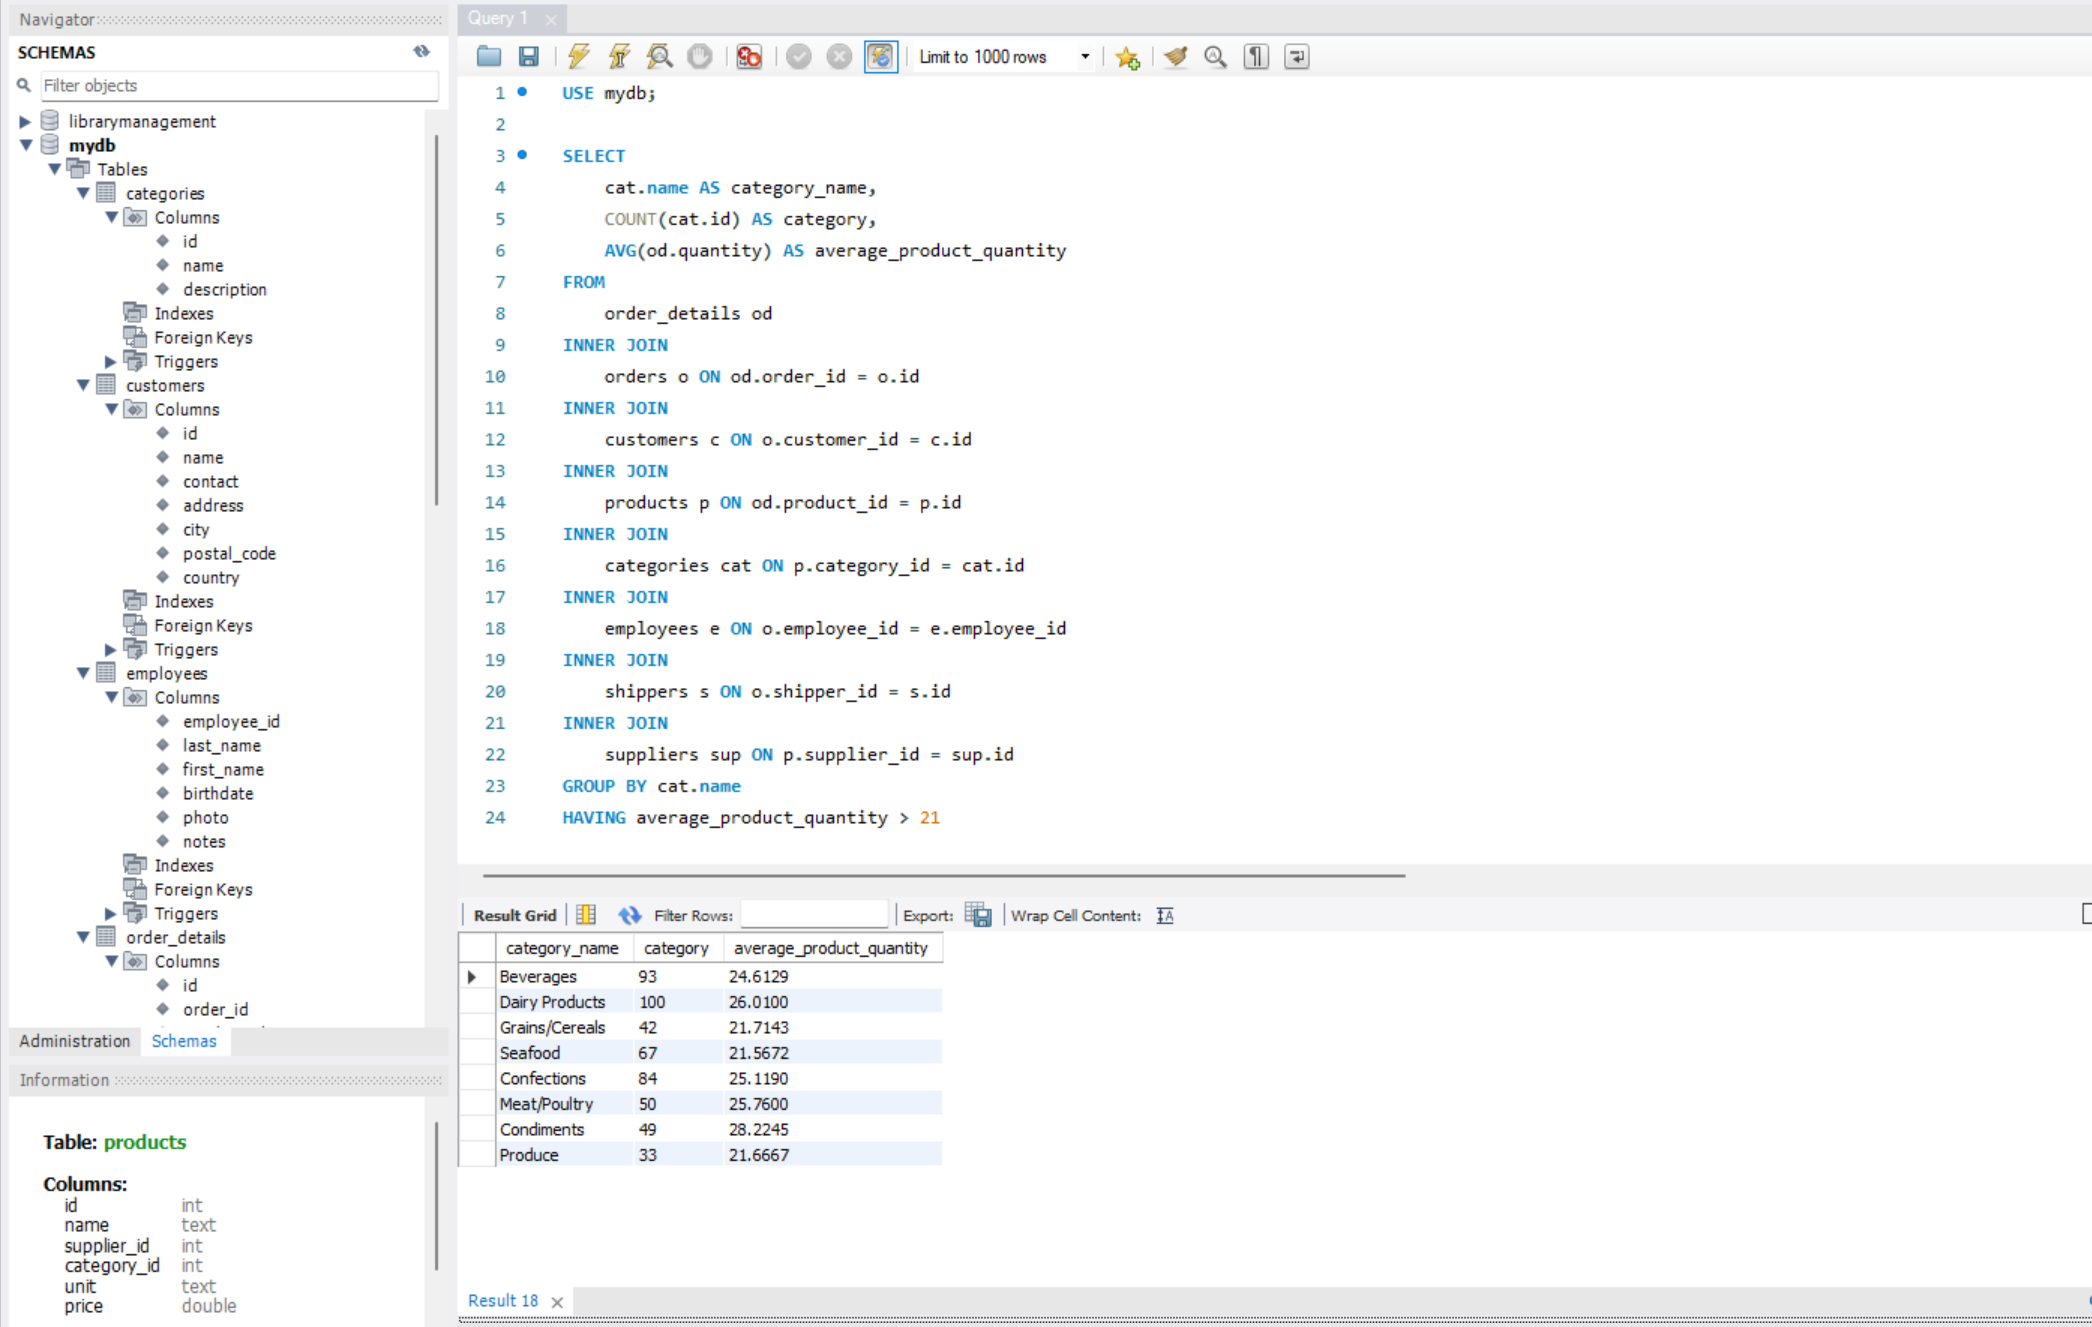 Navigator
SCHEMAS
Filter objects
librarymanagement
mydb
Tables
categories
Columns
id
name
description
Indexes
Foreign Keys
Triggers
customers
Columns
id
name
contact
address
city
postal_code
country
Indexes
Foreign Keys
Triggers
employees
Columns
employee_id
last_name
first_name
birthdate
photo
notes
Indexes
Foreign Keys
Triggers
order_details
Columns
id
order_id
Administration Schemas
Information
Table: products
Columns:
id int
name text
supplier_id int
category_id int
unit text
price double
Query 1
Limit to 1000 rows
1 USE mydb;
2
3 SELECT
4 cat.name AS category_name,
5 COUNT(cat.id) AS category,
6 AVG(od.quantity) AS average_product_quantity
7 FROM
8 order_details od
9 INNER JOIN
10 orders o ON od.order_id = o.id
11 INNER JOIN
12 customers c ON o.customer_id = c.id
13 INNER JOIN
14 products p ON od.product_id = p.id
15 INNER JOIN
16 categories cat ON p.category_id = cat.id
17 INNER JOIN
18 employees e ON o.employee_id = e.employee_id
19 INNER JOIN
20 shippers s ON o.shipper_id = s.id
21 INNER JOIN
22 suppliers sup ON p.supplier_id = sup.id
23 GROUP BY cat.name
24 HAVING average_product_quantity > 21
Result Grid Filter Rows: Export: Wrap Cell Content:
category_name category average_product_quantity
Beverages 93 24.6129
Dairy Products 100 26.0100
Grains/Cereals 42 21.7143
Seafood 67 21.5672
Confections 84 25.1190
Meat/Poultry 50 25.7600
Condiments 49 28.2245
Produce 33 21.6667
Result 18